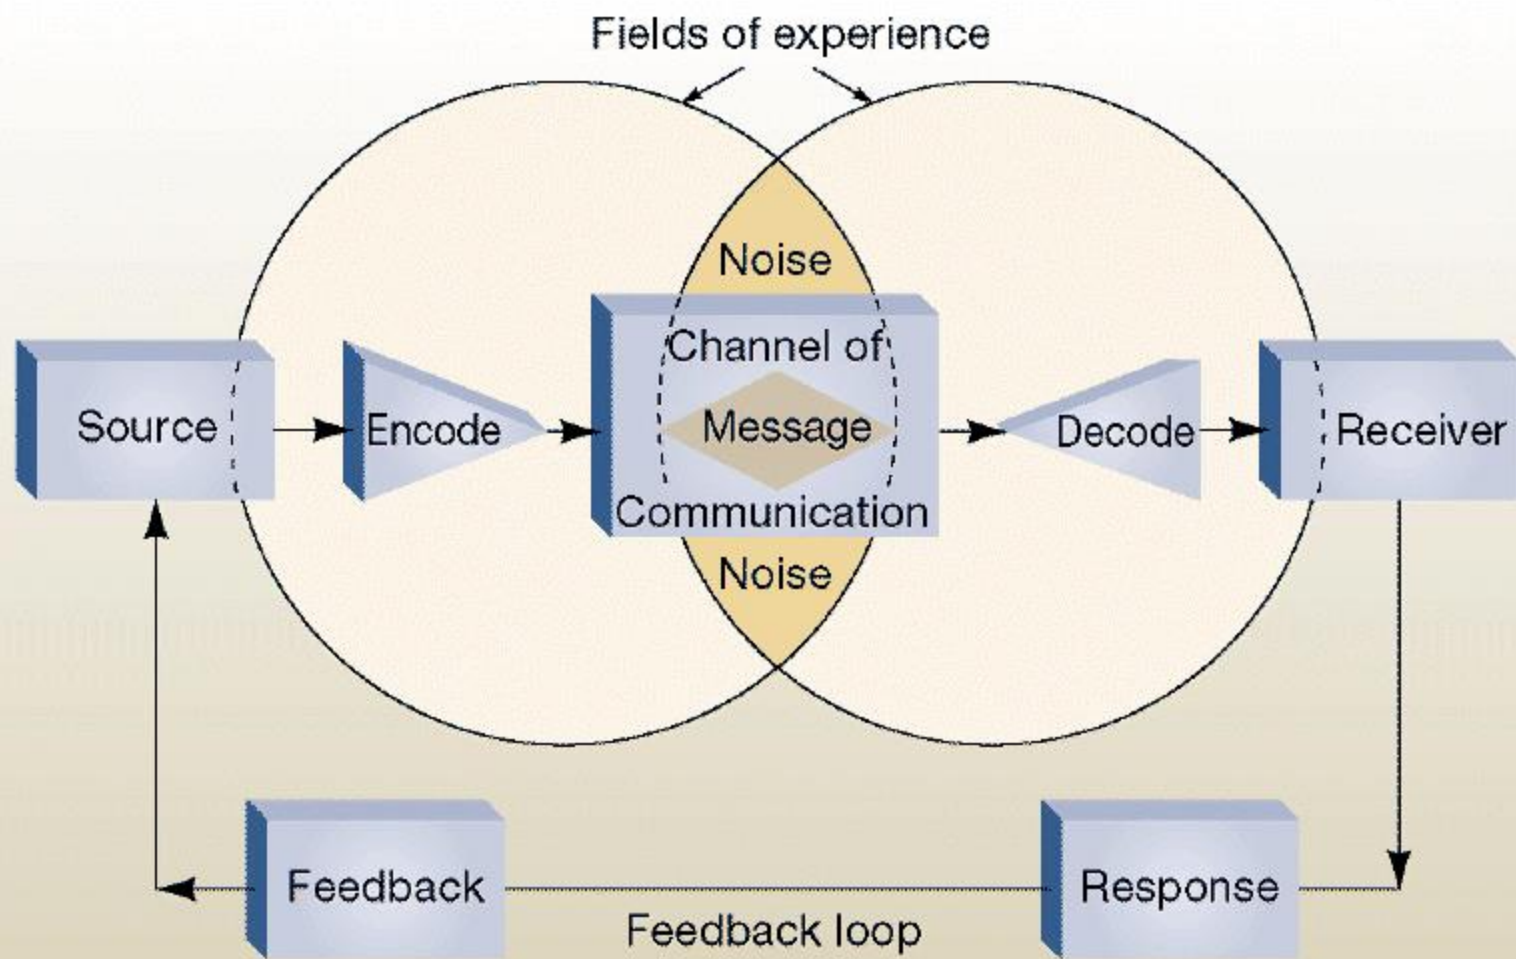 Fields of experience
Noise
Channel of
Source
Encode
Message
Decode
Receiver
Communication
Noise
Feedback
Response
Feedback loop